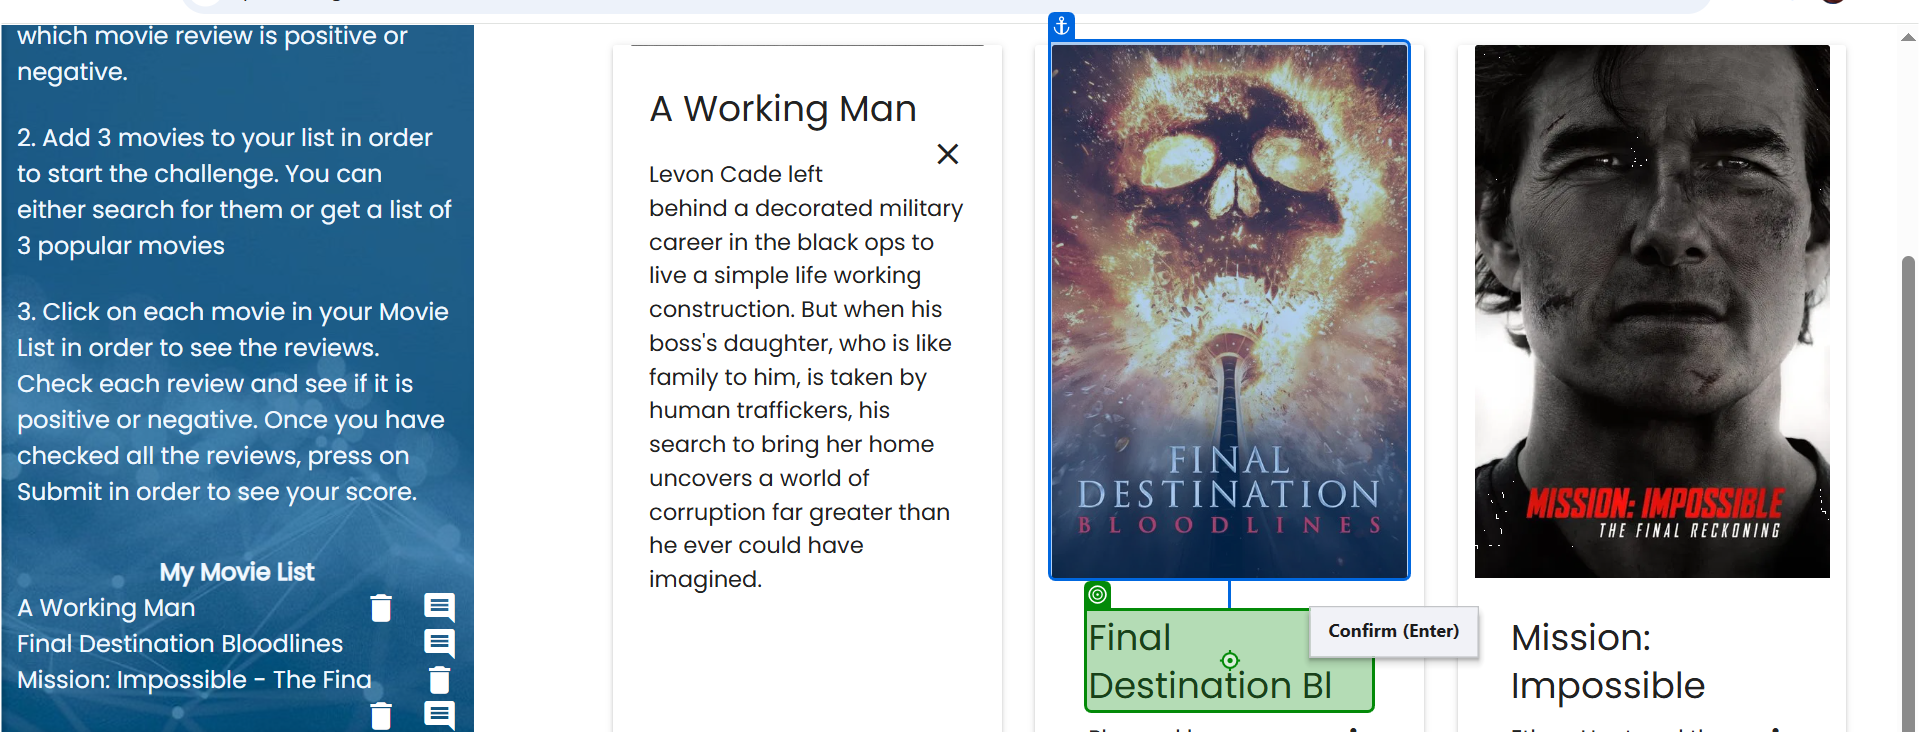 which movie review is positive or
negative.
2. Add 3 movies to your list in order
to start the challenge. You can
either search for them or get a list of
3 popular movies
3. Click on each movie in your Movie
List in order to see the reviews.
Check each review and see if it is
positive or negative. Once you have
checked all the reviews, press on
Submit in order to see your score.
My Movie List
A Working Man
Final Destination Bloodlines
Mission: Impossible - The Fina
A Working Man
Levon Cade left
behind a decorated military
career in the black ops to
live a simple life working
construction. But when his
boss's daughter, who is like
family to him, is taken by
human traffickers, his
search to bring her home
uncovers a world of
corruption far greater than
he ever could have
imagined.
FINAL
DESTINATION
BLOODLINES
Final
Destination Bl
Confirm (Enter)
MISSION: IMPOSSIBLE
THE FINAL RECKONING
Mission:
Impossible